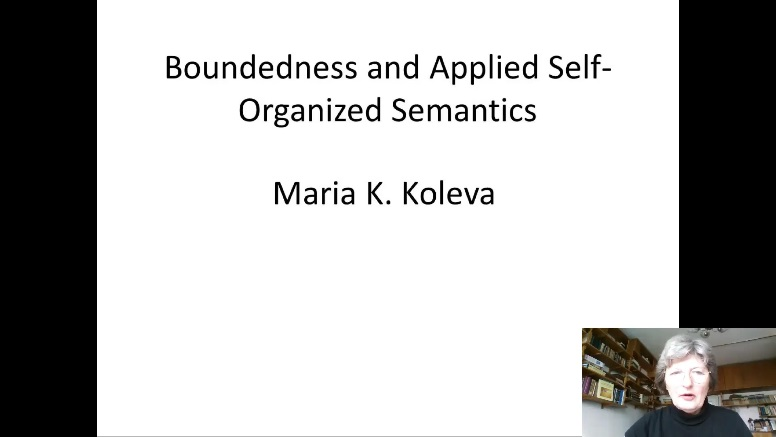 Boundedness and Applied Self-
Organized Semantics
Maria K. Koleva